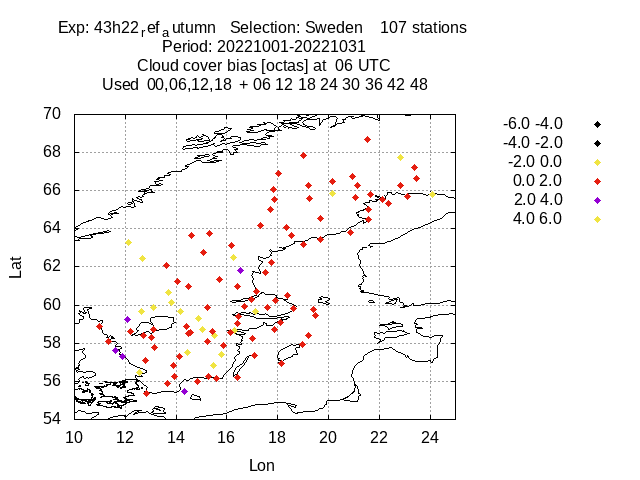 Exp: 43h22refautumn   Selection: Sweden    107 stations
Period: 20221001-20221031
Cloud cover bias [octas] at  06 UTC
Used  00,06,12,18  + 06 12 18 24 30 36 42 48
-6.0 -4.0
-4.0 -2.0
-2.0 0.0
0.0 2.0
2.0 4.0
4.0 6.0
70
68
66
64
62
60
58
56
54
Lat
10 12 14 16 18 20 22 24
Lon